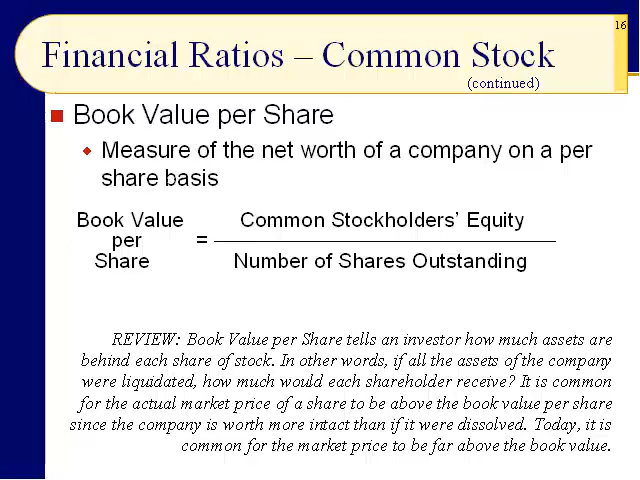 16
Financial Ratios – Common Stock
(continued)
Book Value per Share
Measure of the net worth of a company on a per
share basis
Book Value
per
Share
=
Common Stockholders' Equity
Number of Shares Outstanding
REVIEW: Book Value per Share tells an investor how much assets are
behind each share of stock. In other words, if all the assets of the company
were liquidated, how much would each shareholder receive? It is common
for the actual market price of a share to be above the book value per share
since the company is worth more intact than if it were dissolved. Today, it is
common for the market price to be far above the book value.